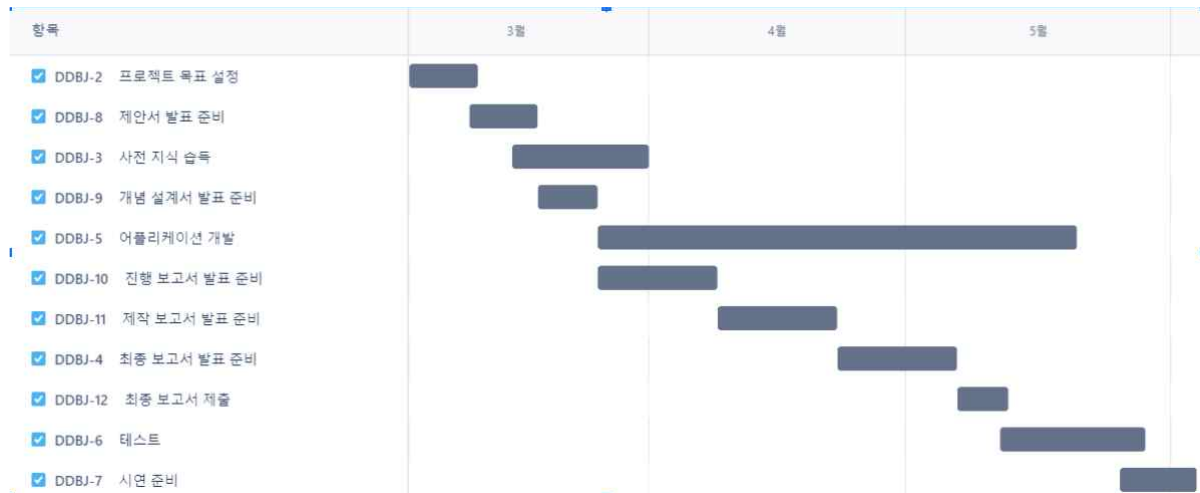 항목 3월 4월 5월
DDBJ-2 프로젝트 목표 설정
DDBJ-8 제안서 발표 준비
DDBJ-3 사전 지식 습득
DDBJ-9 개념 설계서 발표 준비
DDBJ-5 어플리케이션 개발
DDBJ-10 진행 보고서 발표 준비
DDBJ-11 제작 보고서 발표 준비
DDBJ-4 최종 보고서 발표 준비
DDBJ-12 최종 보고서 제출
DDBJ-6 테스트
DDBJ-7 시연 준비